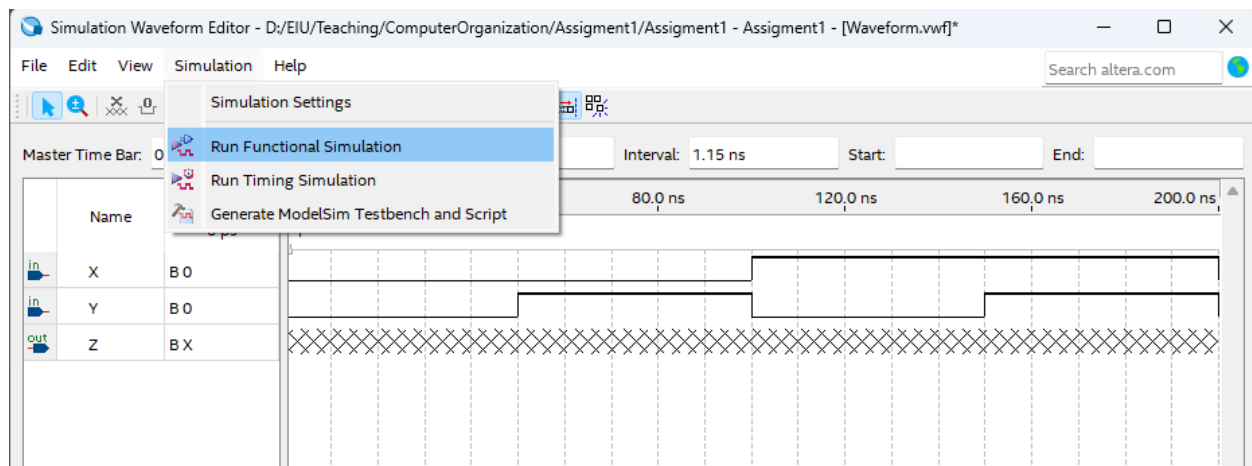 Simulation Waveform Editor - D:/EIU/Teaching/ComputerOrganization/Assigment1/Assigment1 - Assigment1 - [Waveform.vwf]*
File Edit View Simulation Help
Search altera.com
Simulation Settings
Run Functional Simulation
Run Timing Simulation
Generate ModelSim Testbench and Script
Master Time Bar: 0
Interval: 1.15 ns
Start:
End:
Name
80.0 ns 120.0 ns 160.0 ns 200.0 ns
in X B 0
in Y B 0
out Z B X